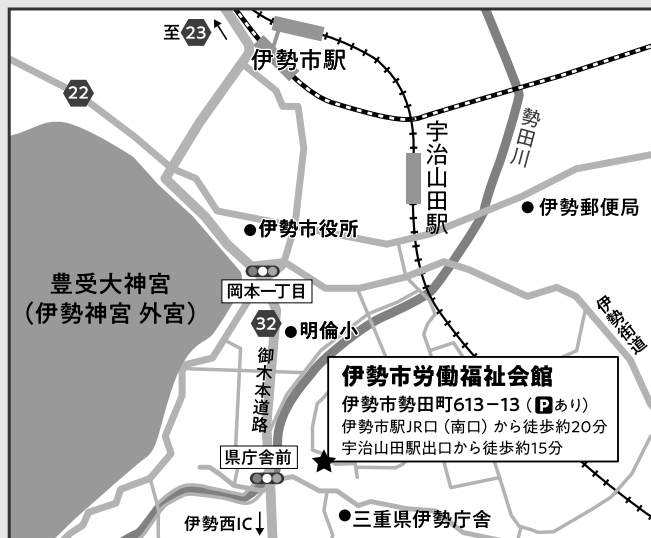 至23
伊勢市駅
22
宇治山田駅
勢田川
伊勢郵便局
伊勢市役所
豊受大神宮
（伊勢神宮 外宮）
岡本一丁目
32
明倫小
伊勢街道
御木本道路
伊勢市労働福祉会館
伊勢市勢田町613−13（Pあり）
伊勢市駅JR口（南口）から徒歩約20分
宇治山田駅出口から徒歩約15分
県庁舎前
伊勢西IC
三重県伊勢庁舎